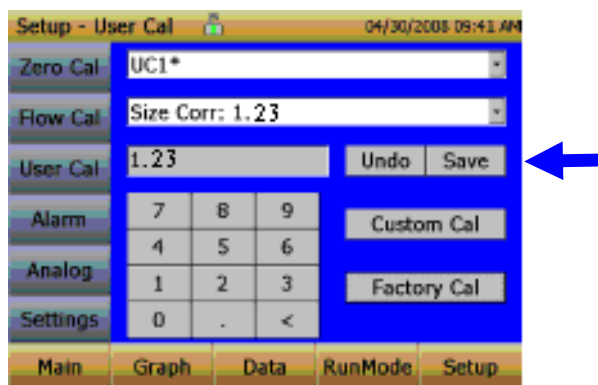 Setup - User Cal 04/30/2008 09:41 AM
Zero Cal UC1*
Flow Cal Size Corr: 1.23
User Cal 1.23 Undo Save
Alarm 7 8 9 Custom Cal
4 5 6
Analog 1 2 3 Factory Cal
Settings 0 . <
Main Graph Data RunMode Setup